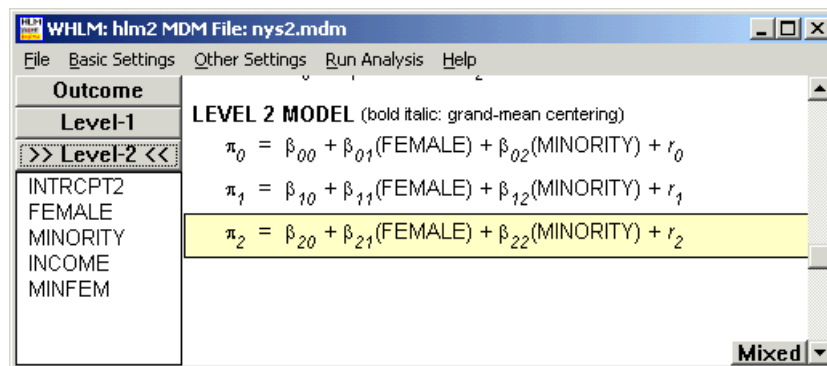 WHLM: hlm2 MDM File: nys2.mdm
File Basic Settings Other Settings Run Analysis Help
Outcome
Level-1
>> Level-2 <<
INTRCPT2
FEMALE
MINORITY
INCOME
MINFEM
LEVEL 2 MODEL (bold italic: grand-mean centering)
π0 = β00 + β01(FEMALE) + β02(MINORITY) + r0
π1 = β10 + β11(FEMALE) + β12(MINORITY) + r1
π2 = β20 + β21(FEMALE) + β22(MINORITY) + r2
Mixed